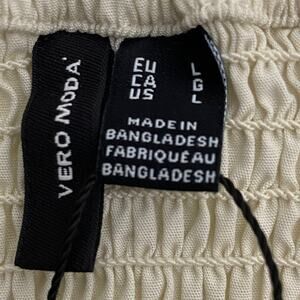 VERO MODA
EU L
CA G
US L
MADE IN
BANGLADESH
FABRIQUÉ AU
BANGLADESH